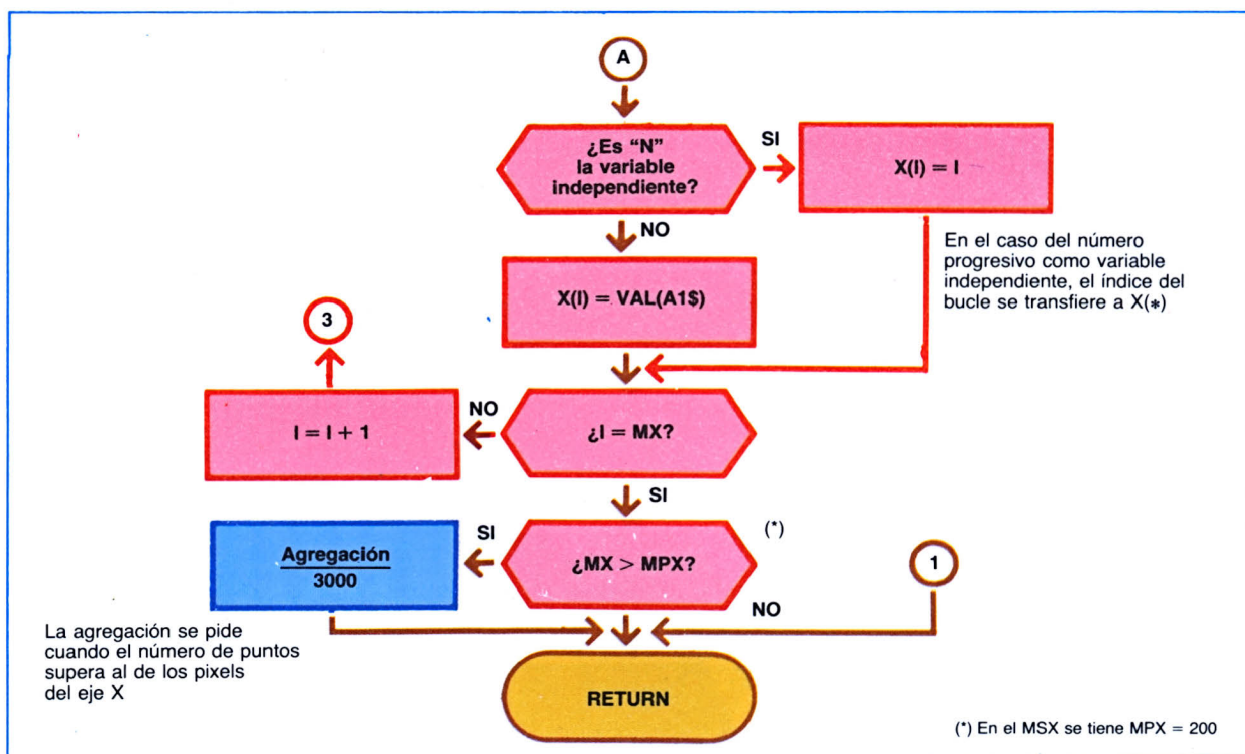 A
¿Es "N"
la variable
independiente?
SI
X(I) = I
NO
En el caso del número
progresivo como variable
independiente, el índice del
bucle se transfiere a X(*)
X(I) = VAL(A1$)
3
NO
I = I + 1
¿I = MX?
SI
(*)
SI
Agregación
3000
¿MX > MPX?
1
NO
La agregación se pide
cuando el número de puntos
supera al de los pixels
del eje X
RETURN
(*) En el MSX se tiene MPX = 200